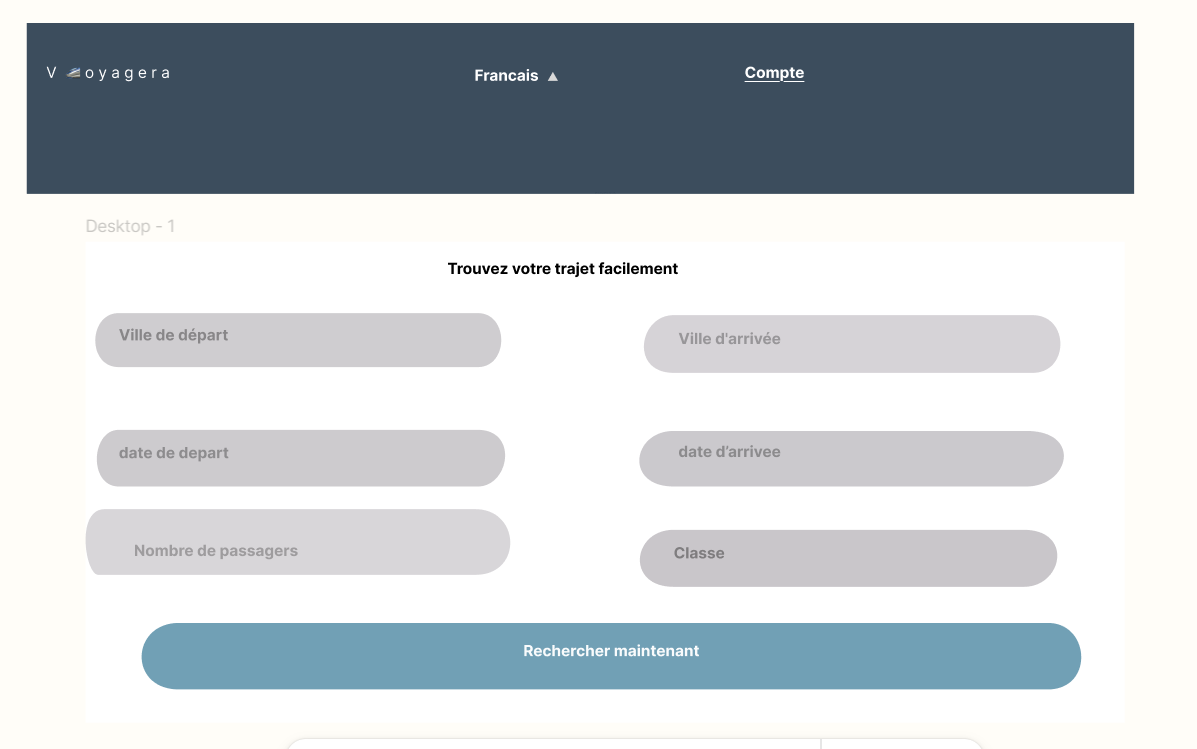 V oyagera
Francais
Compte
Desktop - 1
Trouvez votre trajet facilement
Ville de départ
Ville d'arrivée
date de depart
date d’arrivee
Nombre de passagers
Classe
Rechercher maintenant